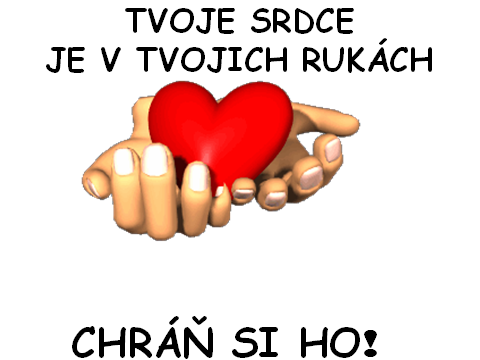 TVOJE SRDCE
JE V TVOJICH RUKÁCH
CHRÁŇ SI HO!